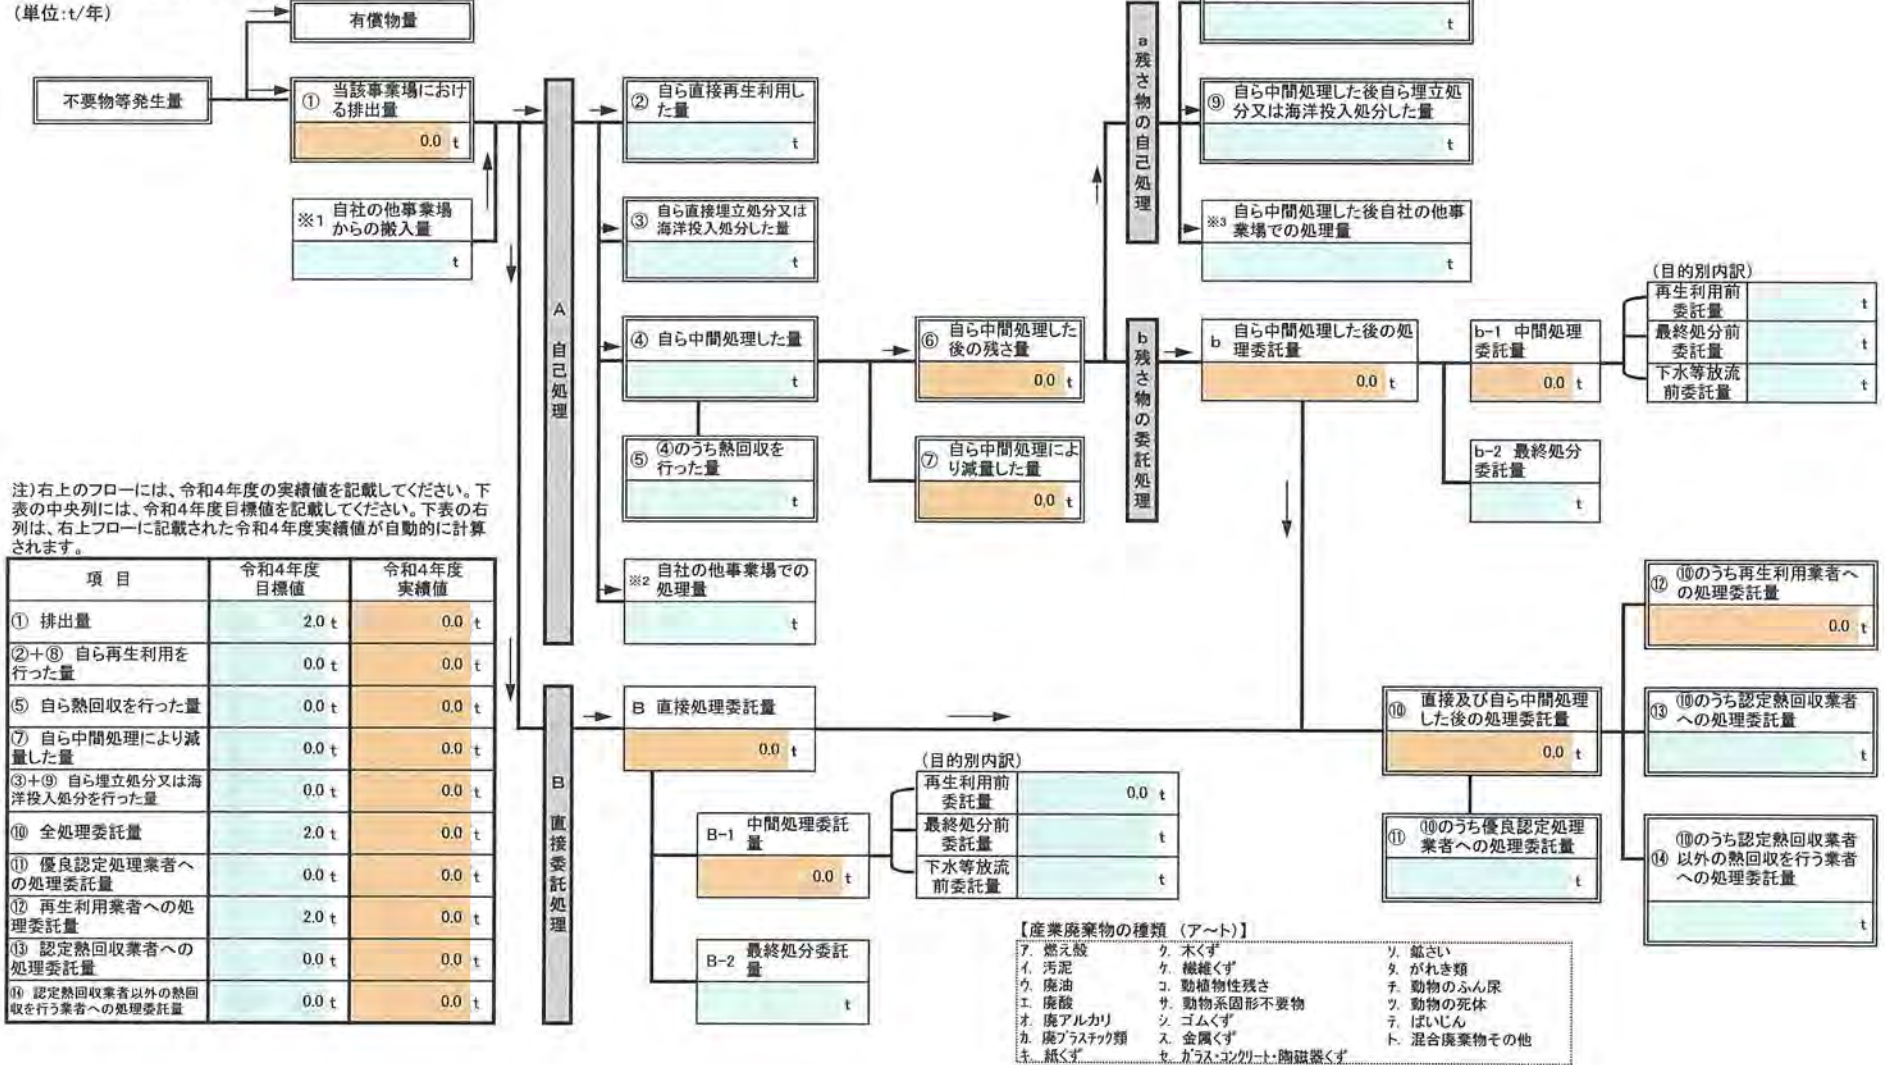 (単位:t/年)
有償物量
不要物等発生量
① 当該事業場におけ
る排出量
0.0 t
※1 自社の他事業場
からの搬入量
t
A 自己処理
② 自ら直接再生利用し
た量
t
③ 自ら直接埋立処分又は
海洋投入処分した量
t
④ 自ら中間処理した量
t
⑤ ④のうち熱回収を
行った量
t
※2 自社の他事業場での
処理量
t
⑥ 自ら中間処理した
後の残さ量
0.0 t
⑦ 自ら中間処理によ
り減量した量
0.0 t
a 残さ物の自己処理
t
⑨ 自ら中間処理した後自ら埋立処
分又は海洋投入処分した量
t
※3 自ら中間処理した後自社の他事
業場での処理量
t
b 残さ物の委託処理
b 自ら中間処理した後の処
理委託量
0.0 t
b-1 中間処理
委託量
0.0 t
(目的別内訳)
再生利用前
委託量
t
最終処分前
委託量
t
下水等放流
前委託量
t
b-2 最終処分
委託量
t
注)右上のフローには、令和4年度の実績値を記載してください。下
表の中央列には、令和4年度目標値を記載してください。下表の右
列は、右上フローに記載された令和4年度実績値が自動的に計算
されます。
項 目
令和4年度
目標値
令和4年度
実績値
① 排出量 2.0 t 0.0 t
②+⑧ 自ら再生利用を
行った量 0.0 t 0.0 t
⑤ 自ら熱回収を行った量 0.0 t 0.0 t
⑦ 自ら中間処理により減
量した量 0.0 t 0.0 t
③+⑨ 自ら埋立処分又は海
洋投入処分を行った量 0.0 t 0.0 t
⑩ 全処理委託量 2.0 t 0.0 t
⑪ 優良認定処理業者へ
の処理委託量 0.0 t 0.0 t
⑫ 再生利用業者への処
理委託量 2.0 t 0.0 t
⑬ 認定熱回収業者への
処理委託量 0.0 t 0.0 t
⑭ 認定熱回収業者以外の熱回
収を行う業者への処理委託量 0.0 t 0.0 t
B 直接委託処理
B 直接処理委託量
0.0 t
B-1 中間処理委託
量
0.0 t
(目的別内訳)
再生利用前
委託量
0.0 t
最終処分前
委託量
t
下水等放流
前委託量
t
B-2 最終処分委託
量
t
⑩ 直接及び自ら中間処理
した後の処理委託量
0.0 t
⑪ ⑩のうち優良認定処理
業者への処理委託量
t
⑫ ⑩のうち再生利用業者へ
の処理委託量
0.0 t
⑬ ⑩のうち認定熱回収業者
への処理委託量
t
⑭ ⑩のうち認定熱回収業者
以外の熱回収を行う業者
への処理委託量
t
【産業廃棄物の種類 (ア~ト)】
ア. 燃え殻
イ. 汚泥
ウ. 廃油
エ. 廃酸
オ. 廃アルカリ
カ. 廃プラスチック類
キ. 紙くず
ク. 木くず
ケ. 繊維くず
コ. 動植物性残さ
サ. 動物系固形不要物
シ. ゴムくず
ス. 金属くず
セ. ガラス・コンクリート・陶磁器くず
ソ. 鉱さい
タ. がれき類
チ. 動物のふん尿
ツ. 動物の死体
テ. ばいじん
ト. 混合廃棄物その他